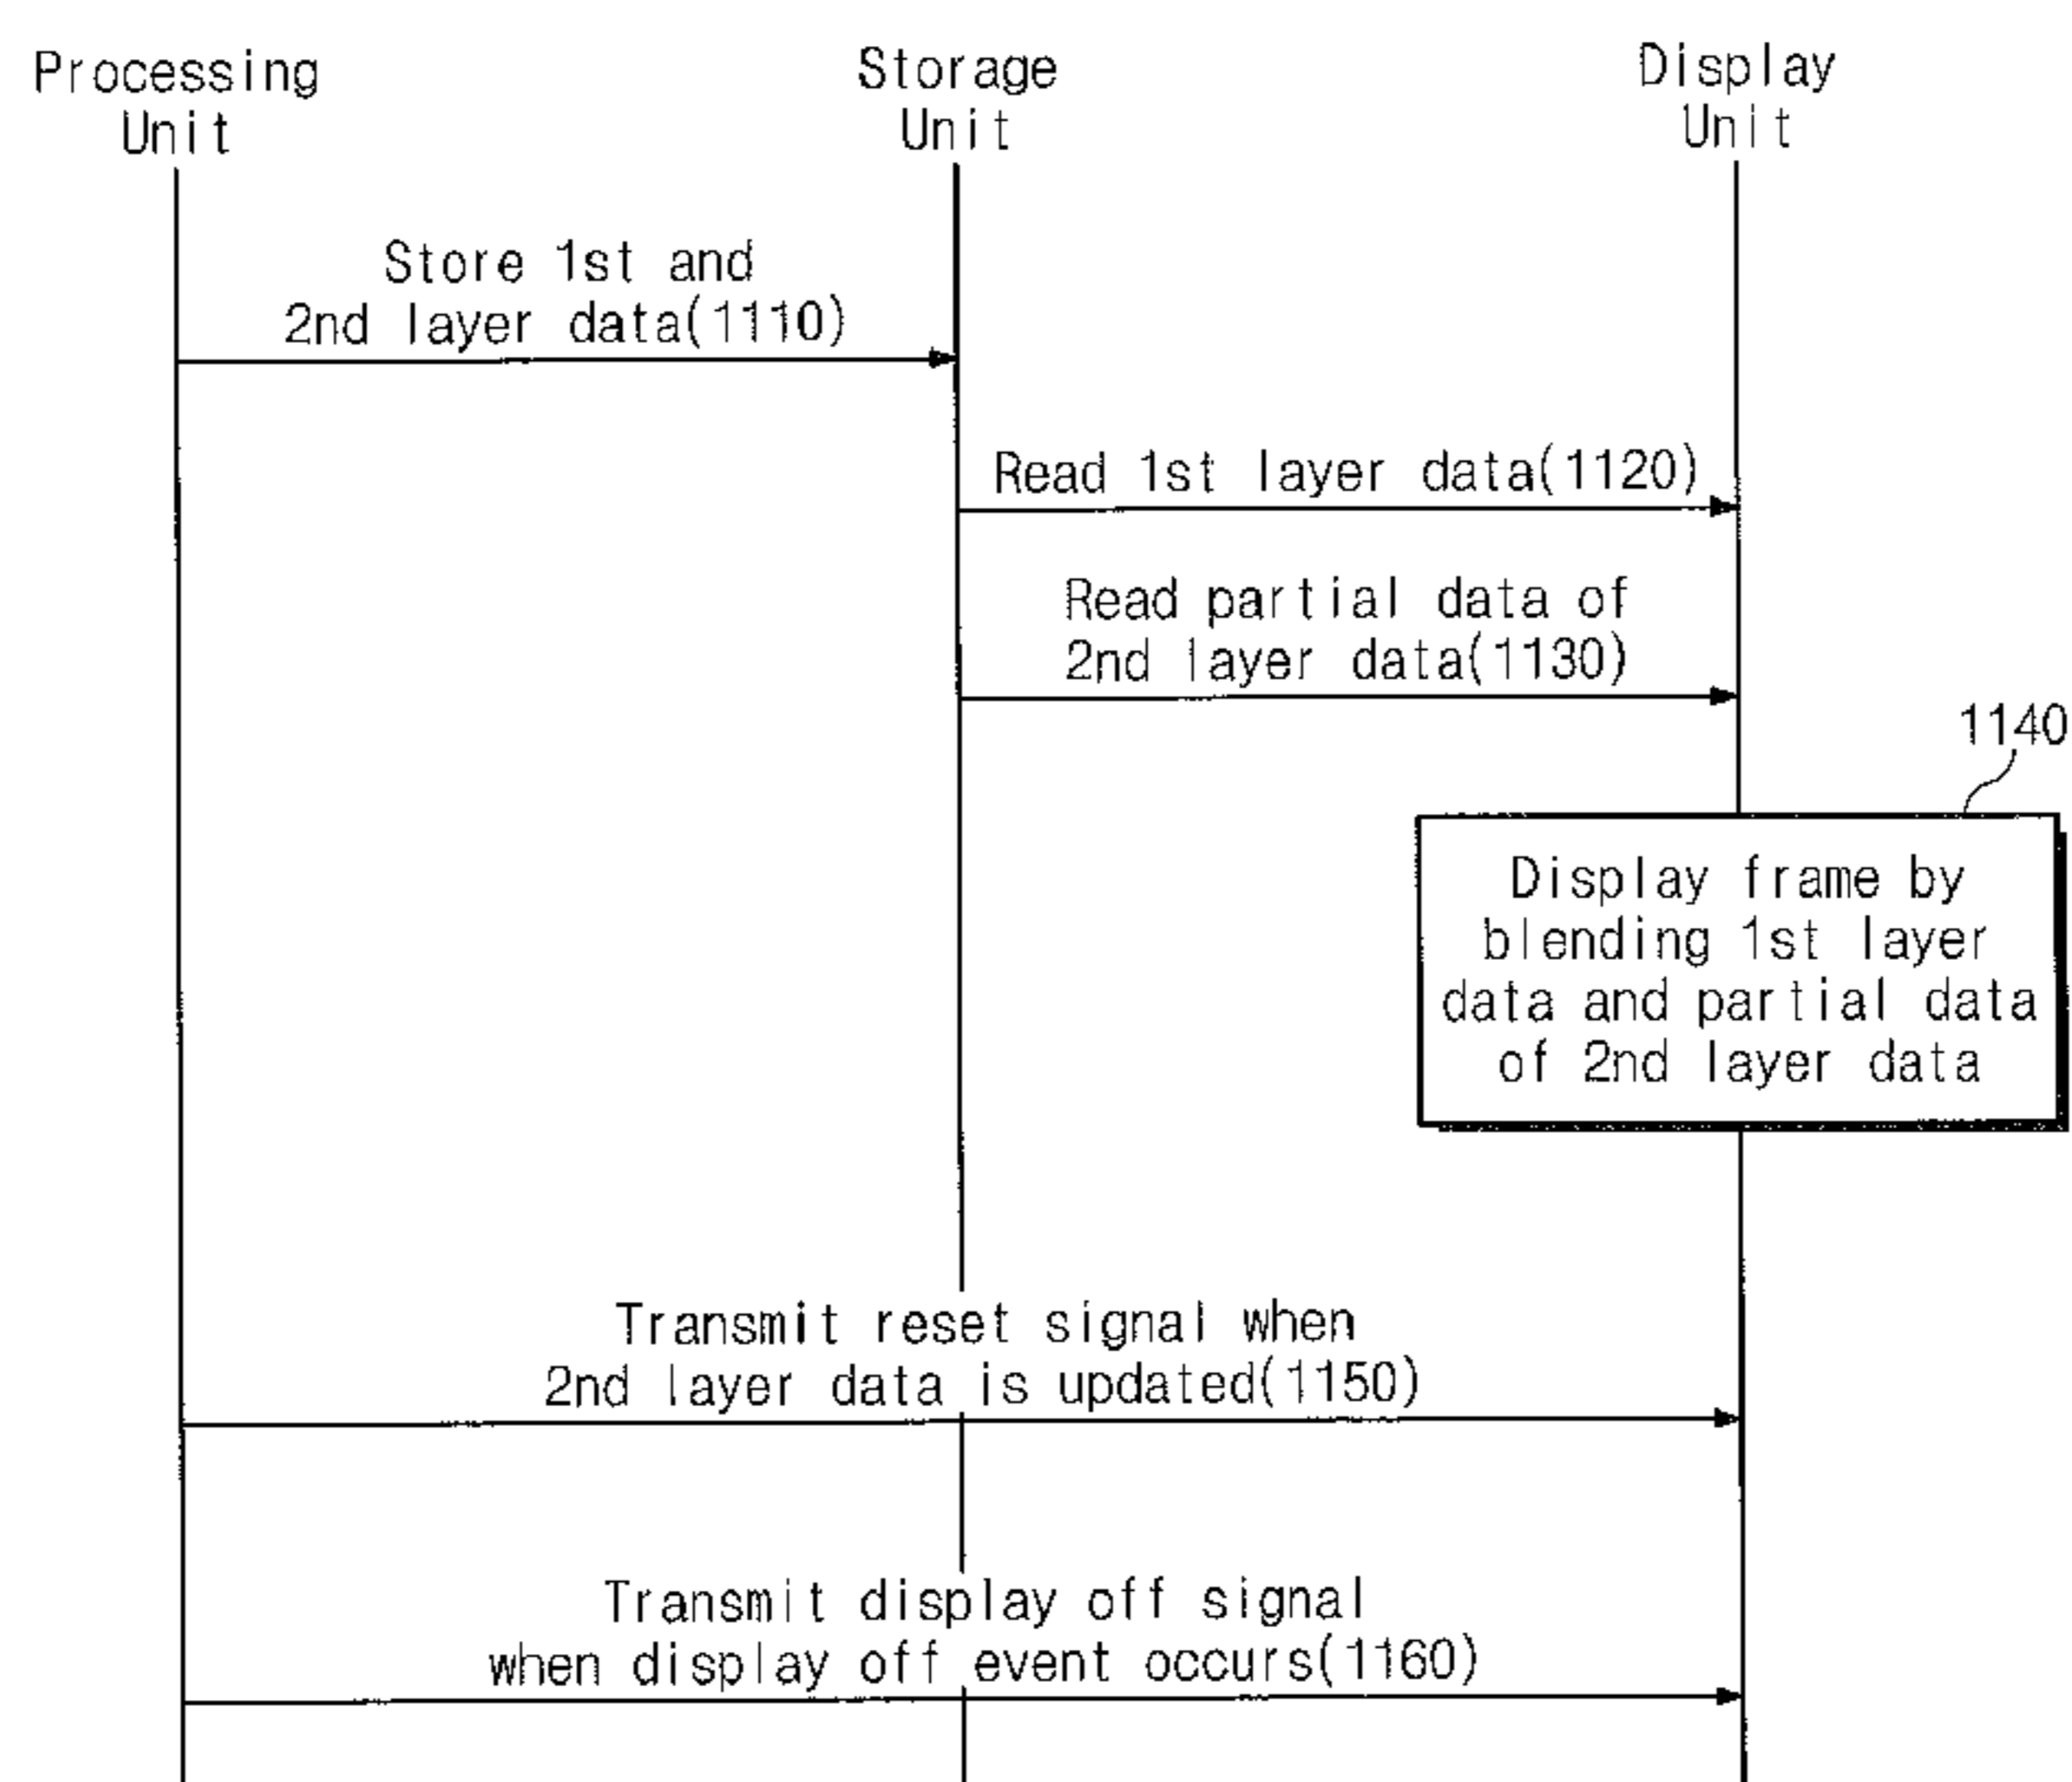 Processing
Unit
Storage
Unit
Display
Unit
Store 1st and
2nd layer data(1110)
Read 1st layer data(1120)
Read partial data of
2nd layer data(1130)
1140
Display frame by
blending 1st layer
data and partial data
of 2nd layer data
Transmit reset signal when
2nd layer data is updated(1150)
Transmit display off signal
when display off event occurs(1160)